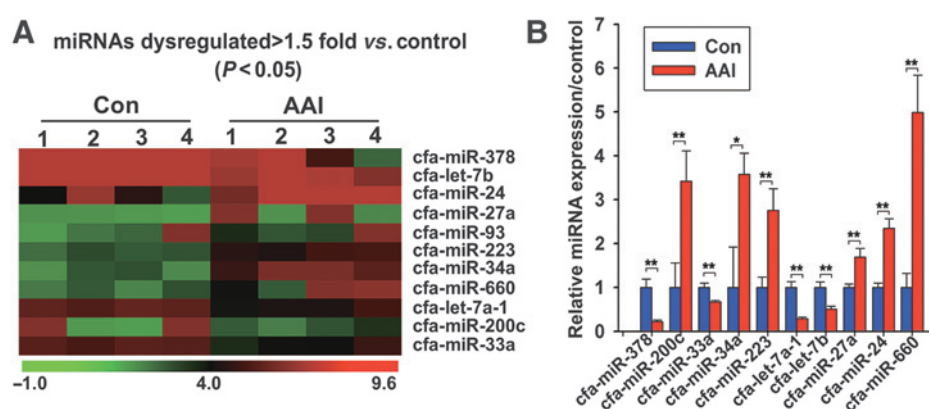 A
miRNAs dysregulated>1.5 fold vs. control
(P<0.05)
Con
AAI
1 2 3 4 1 2 3 4
cfa-miR-378
cfa-let-7b
cfa-miR-24
cfa-miR-27a
cfa-miR-93
cfa-miR-223
cfa-miR-34a
cfa-miR-660
cfa-let-7a-1
cfa-miR-200c
cfa-miR-33a
−1.0 4.0 9.6
B
Relative miRNA expression/control
7
6
5
4
3
2
1
0
Con
AAI
**
**
**
*
**
**
**
**
**
**
cfa-miR-378
cfa-miR-200c
cfa-miR-33a
cfa-miR-34a
cfa-miR-223
cfa-let-7a-1
cfa-let-7b
cfa-miR-27a
cfa-miR-24
cfa-miR-660